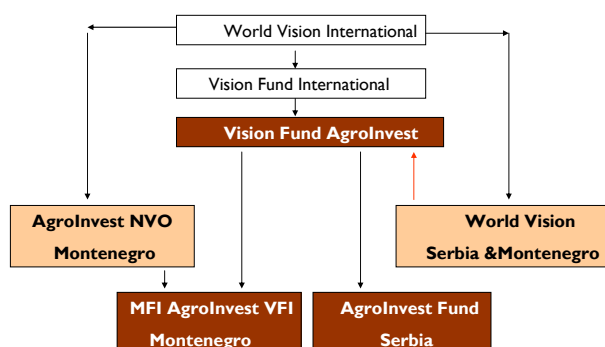 World Vision International
Vision Fund International
Vision Fund AgroInvest
AgroInvest NVO
Montenegro
World Vision
Serbia &Montenegro
MFI AgroInvest VFI
Montenegro
AgroInvest Fund
Serbia